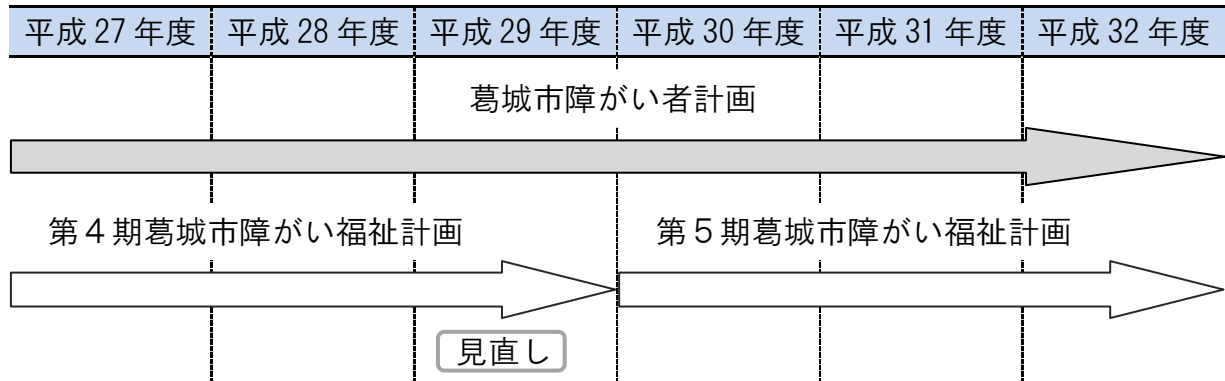 平成 27 年度 平成 28 年度 平成 29 年度 平成 30 年度 平成 31 年度 平成 32 年度
葛城市障がい者計画
第４期葛城市障がい福祉計画 第５期葛城市障がい福祉計画
見直し